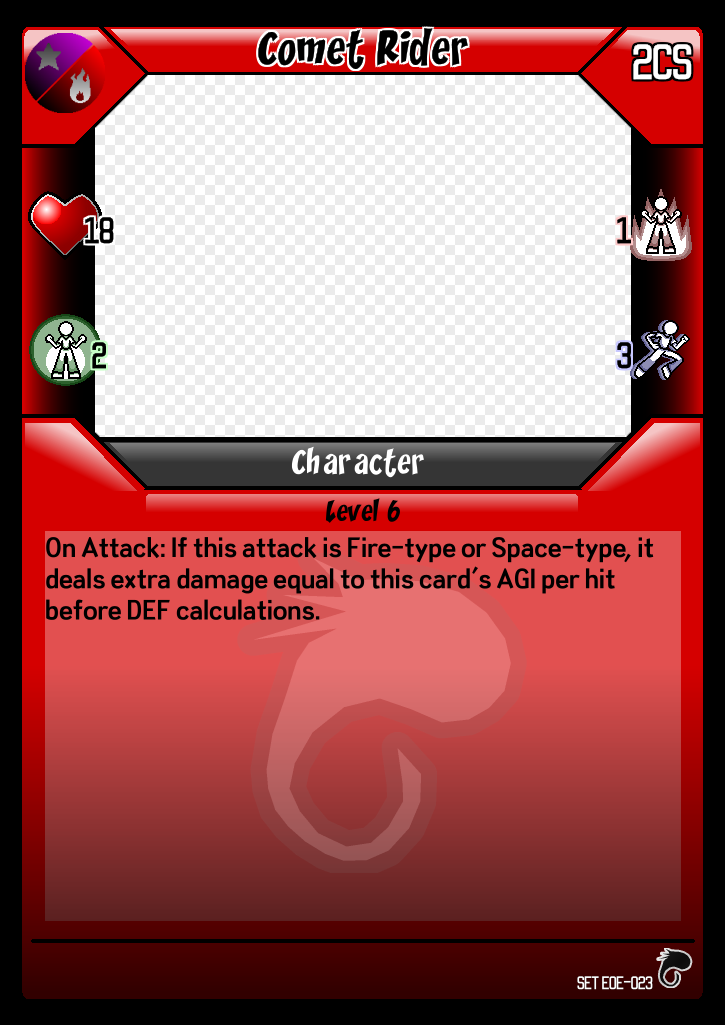 Comet Rider
2CS
18
1
2
3
Character
Level 6
On Attack: If this attack is Fire-type or Space-type, it
deals extra damage equal to this card's AGI per hit
before DEF calculations.
SET EOE-023